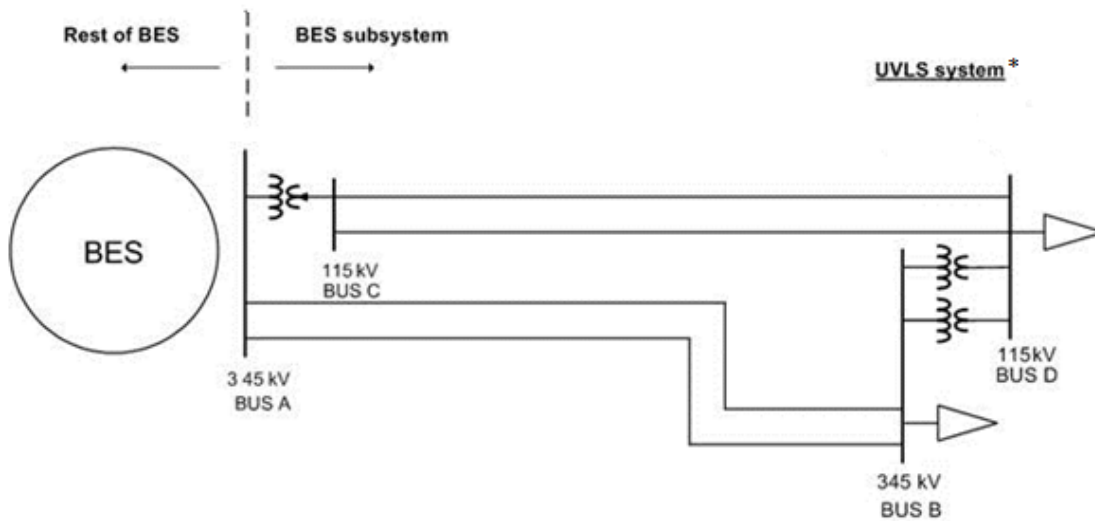 Rest of BES
BES subsystem
UVLS system *
BES
115 kV
BUS C
3 45 kV
BUS A
115kV
BUS D
345 kV
BUS B